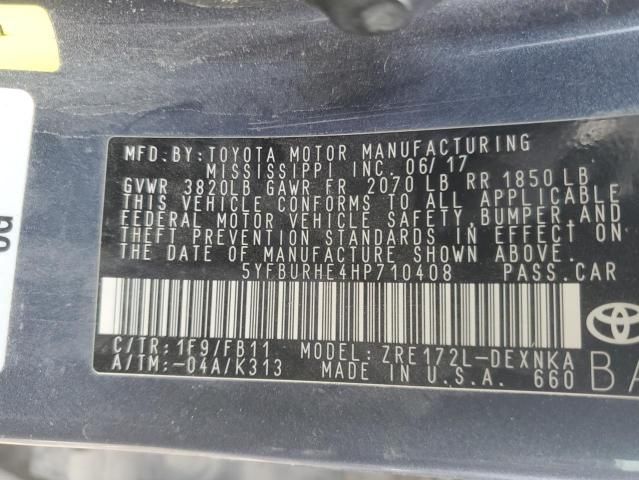 MFD. BY: TOYOTA MOTOR MANUFACTURING
MISSISSIPPI INC. 06/17
GVWR 3820LB GAWR FR 2070 LB RR 1850 LB
THIS VEHICLE CONFORMS TO ALL APPLICABLE
FEDERAL MOTOR VEHICLE SAFETY, BUMPER, AND
THEFT PREVENTION STANDARDS IN EFFECT ON
THE DATE OF MANUFACTURE SHOWN ABOVE.
5YFBURHE4HP710408 PASS. CAR
C/TR: 1F9/FB11 MODEL: ZRE172L-DEXNKA
A/TM:-04A/K313 MADE IN U.S.A. 660
BA